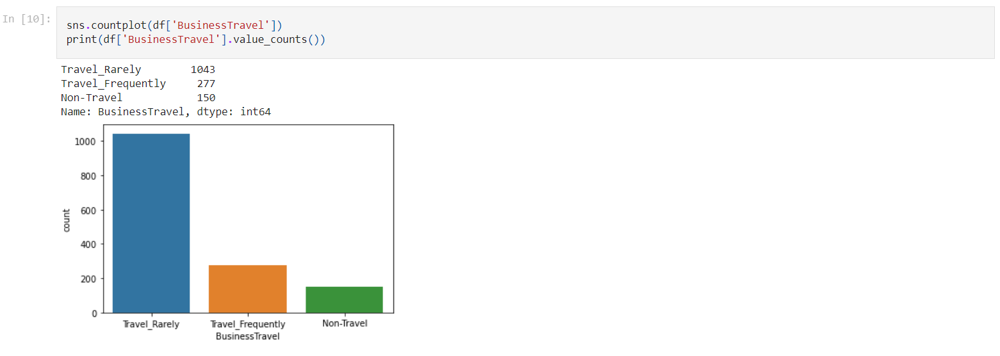 In [10]:
sns.countplot(df['BusinessTravel'])
print(df['BusinessTravel'].value_counts())
Travel_Rarely        1043
Travel_Frequently     277
Non-Travel            150
Name: BusinessTravel, dtype: int64
1000
800
600
400
200
0
count
Travel_Rarely Travel_Frequently Non-Travel
BusinessTravel